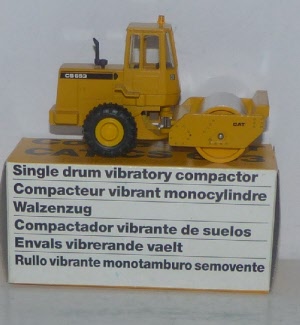 CS 653
CAT
Single drum vibratory compactor
Compacteur vibrant monocylindre
Walzenzug
Compactador vibrante de suelos
Envals vibrerande vaelt
Rullo vibrante monotamburo semovente